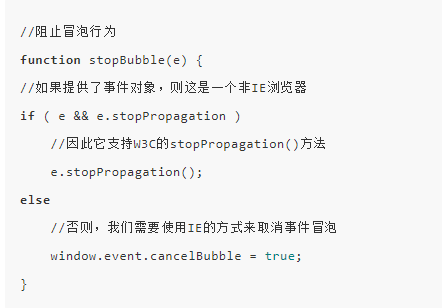 //阻止冒泡行为
function stopBubble(e) {
//如果提供了事件对象，则这是一个非IE浏览器
if ( e && e.stopPropagation )
    //因此它支持W3C的stopPropagation()方法
    e.stopPropagation();
else
    //否则，我们需要使用IE的方式来取消事件冒泡
    window.event.cancelBubble = true;
}